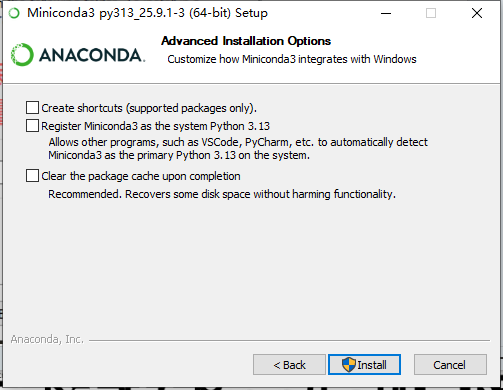 Miniconda3 py313_25.9.1-3 (64-bit) Setup
ANACONDA.
Advanced Installation Options
Customize how Miniconda3 integrates with Windows
Create shortcuts (supported packages only).
Register Miniconda3 as the system Python 3.13
Allows other programs, such as VSCode, PyCharm, etc. to automatically detect
Miniconda3 as the primary Python 3.13 on the system.
Clear the package cache upon completion
Recommended. Recovers some disk space without harming functionality.
Anaconda, Inc.
< Back
Install
Cancel